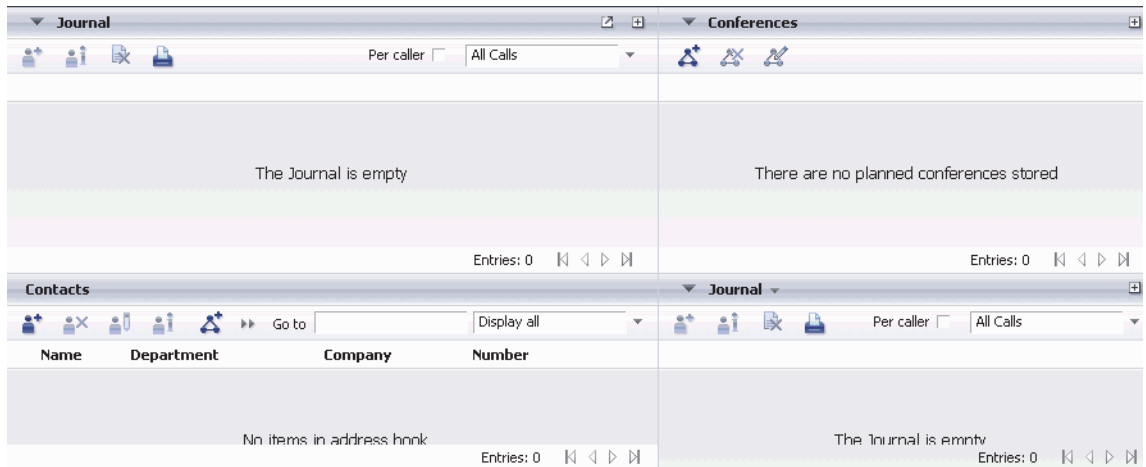 Journal
Per caller All Calls
The Journal is empty
Entries: 0
Conferences
There are no planned conferences stored
Entries: 0
Contacts
Go to Display all
Name Department Company Number
No items in address book
Entries: 0
Journal
Per caller All Calls
The Journal is empty
Entries: 0